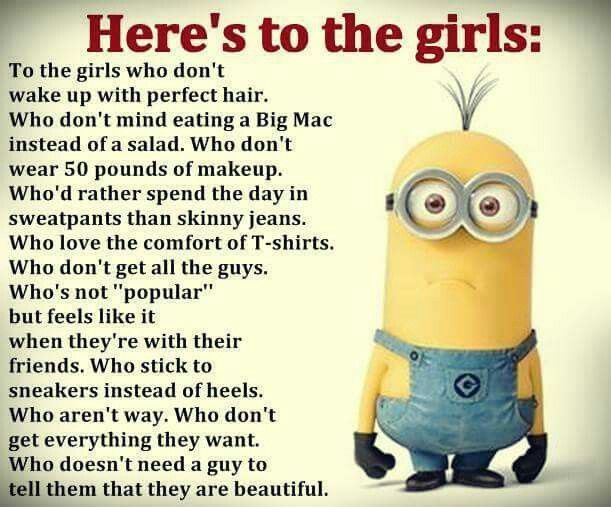 Here's to the girls:
To the girls who don't
wake up with perfect hair.
Who don't mind eating a Big Mac
instead of a salad. Who don't
wear 50 pounds of makeup.
Who'd rather spend the day in
sweatpants than skinny jeans.
Who love the comfort of T-shirts.
Who don't get all the guys.
Who's not "popular"
but feels like it
when they're with their
friends. Who stick to
sneakers instead of heels.
Who aren't way. Who don't
get everything they want.
Who doesn't need a guy to
tell them that they are beautiful.